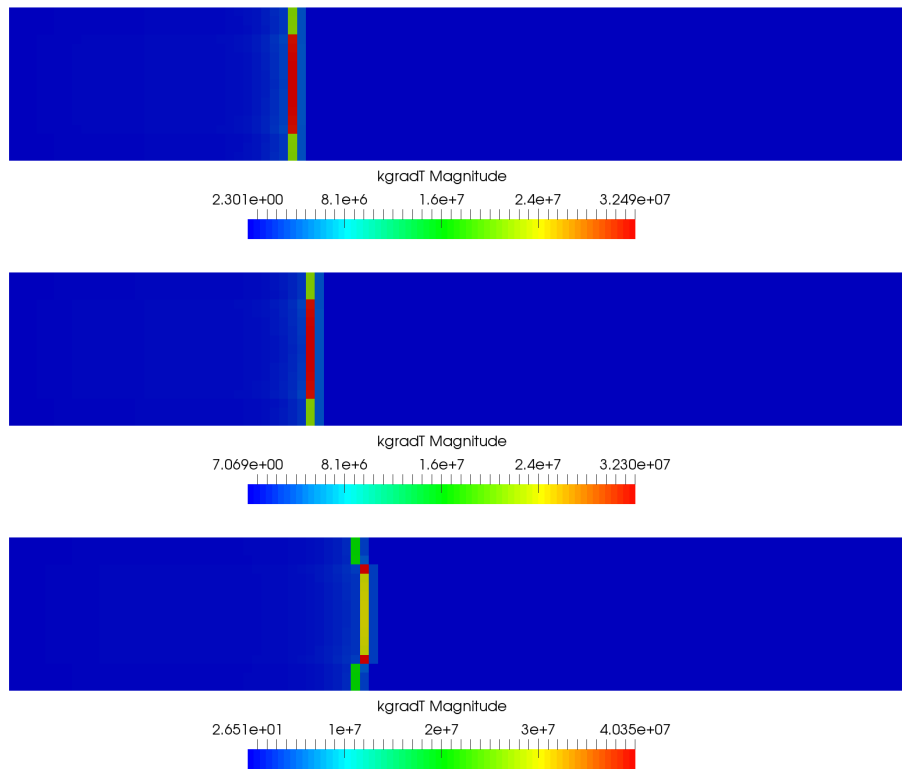 kgradT Magnitude
2.301e+00 8.1e+6 1.6e+7 2.4e+7 3.249e+07
kgradT Magnitude
7.069e+00 8.1e+6 1.6e+7 2.4e+7 3.230e+07
kgradT Magnitude
2.651e+01 1e+7 2e+7 3e+7 4.035e+07